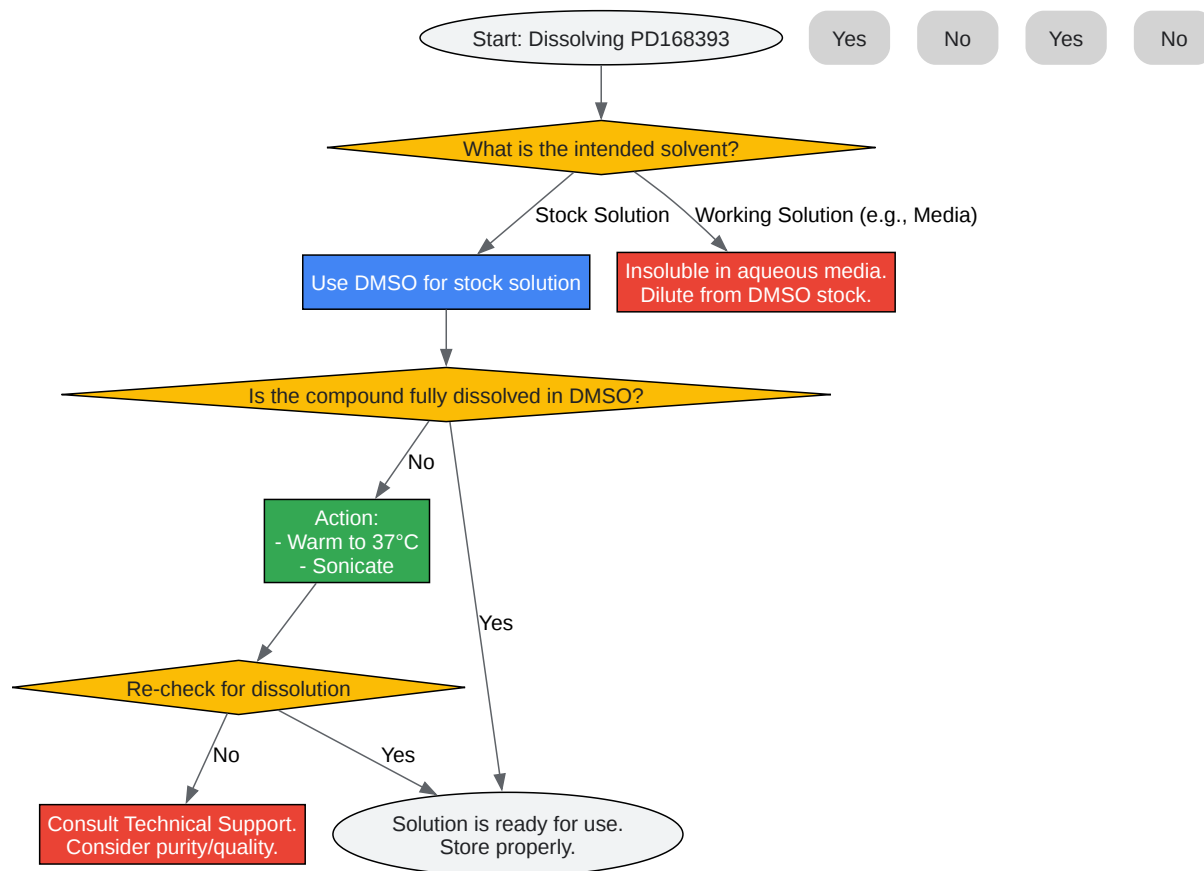 Start: Dissolving PD168393
Yes
No
Yes
No
What is the intended solvent?
Stock Solution
Working Solution (e.g., Media)
Use DMSO for stock solution
Insoluble in aqueous media.
Dilute from DMSO stock.
Is the compound fully dissolved in DMSO?
No
Action:
- Warm to 37°C
- Sonicate
Yes
Re-check for dissolution
No
Yes
Consult Technical Support.
Consider purity/quality.
Solution is ready for use.
Store properly.